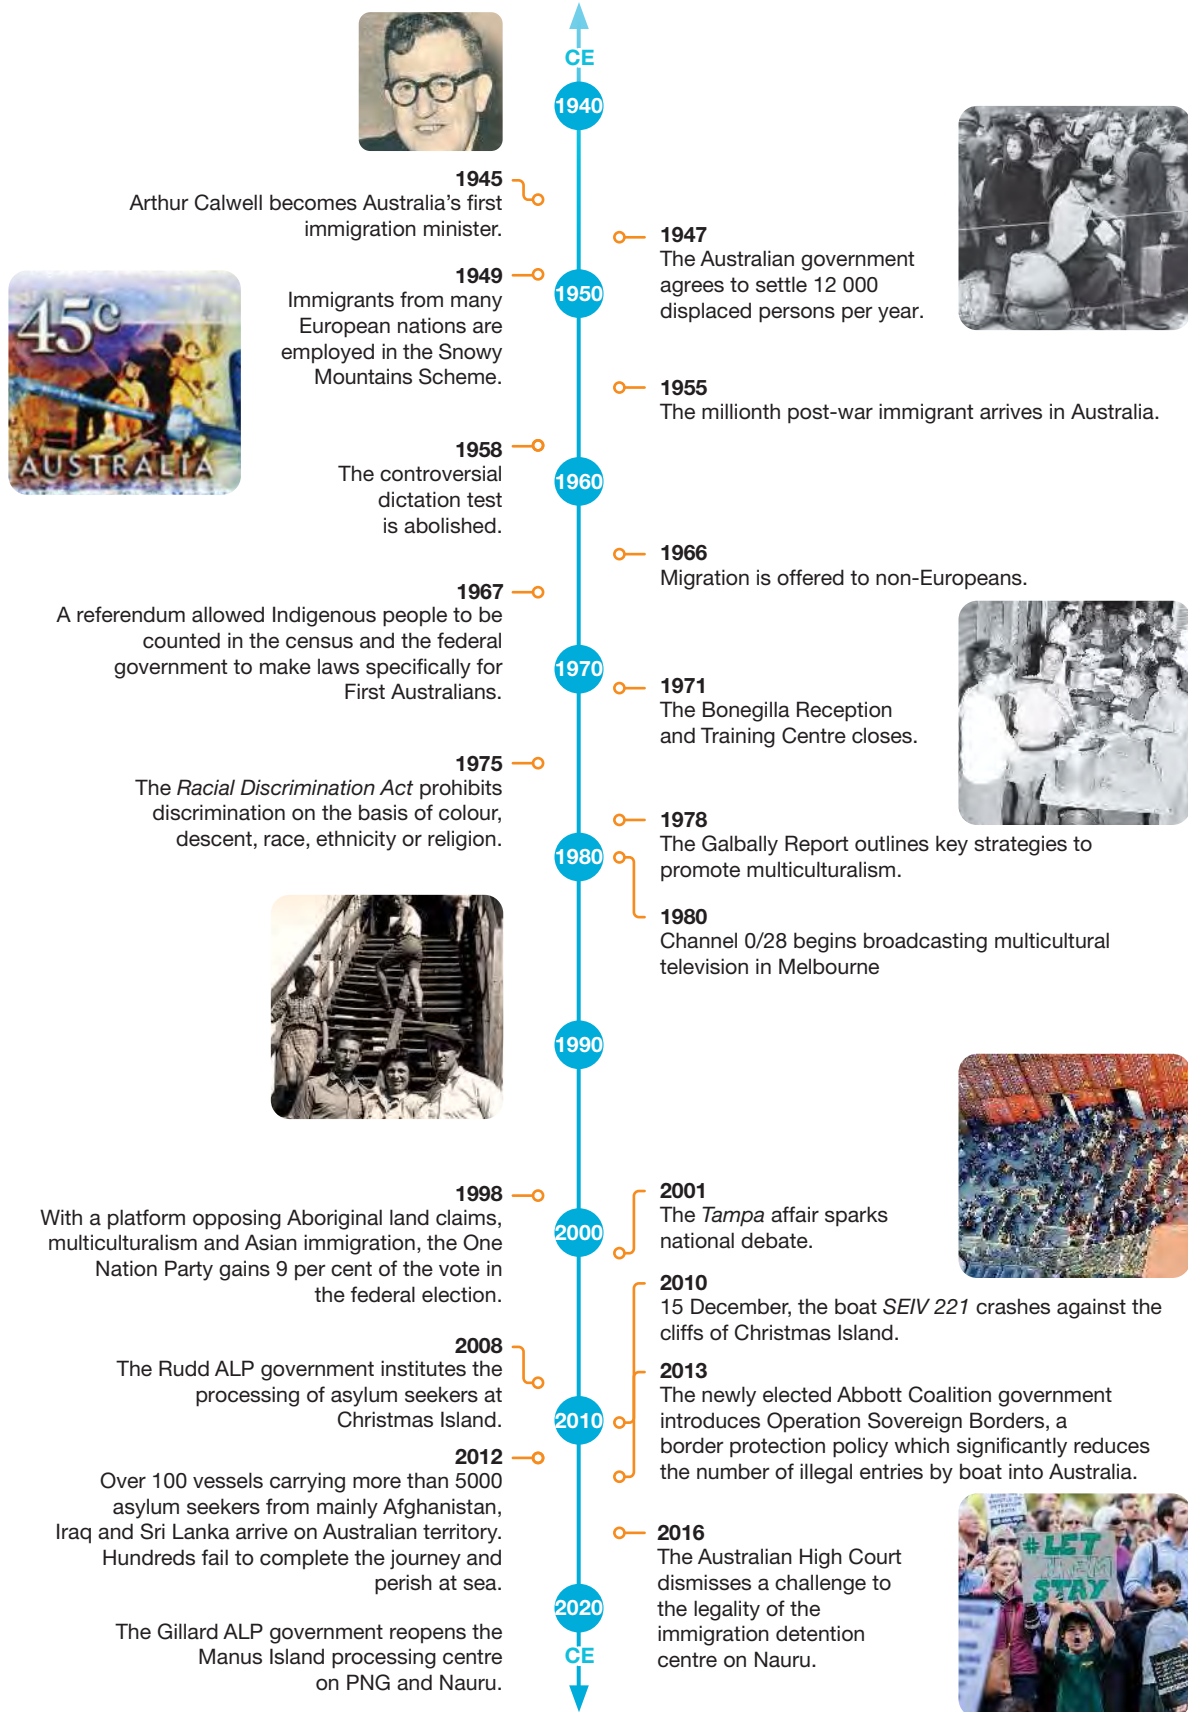 CE
1940
1945
Arthur Calwell becomes Australia’s first
immigration minister.
1947
The Australian government
agrees to settle 12 000
displaced persons per year.
1949
Immigrants from many
European nations are
employed in the Snowy
Mountains Scheme.
45c
AUSTRALIA
1950
1955
The millionth post-war immigrant arrives in Australia.
1958
The controversial
dictation test
is abolished.
1960
1966
Migration is offered to non-Europeans.
1967
A referendum allowed Indigenous people to be
counted in the census and the federal
government to make laws specifically for
First Australians.
1970
1971
The Bonegilla Reception
and Training Centre closes.
1975
The Racial Discrimination Act prohibits
discrimination on the basis of colour,
descent, race, ethnicity or religion.
1978
The Galbally Report outlines key strategies to
promote multiculturalism.
1980
1980
Channel 0/28 begins broadcasting multicultural
television in Melbourne
1990
1998
With a platform opposing Aboriginal land claims,
multiculturalism and Asian immigration, the One
Nation Party gains 9 per cent of the vote in
the federal election.
2000
2001
The Tampa affair sparks
national debate.
2008
The Rudd ALP government institutes the
processing of asylum seekers at
Christmas Island.
2010
2010
15 December, the boat SEIV 221 crashes against the
cliffs of Christmas Island.
2012
Over 100 vessels carrying more than 5000
asylum seekers from mainly Afghanistan,
Iraq and Sri Lanka arrive on Australian territory.
Hundreds fail to complete the journey and
perish at sea.
The Gillard ALP government reopens the
Manus Island processing centre
on PNG and Nauru.
2013
The newly elected Abbott Coalition government
introduces Operation Sovereign Borders, a
border protection policy which significantly reduces
the number of illegal entries by boat into Australia.
2016
The Australian High Court
dismisses a challenge to
the legality of the
immigration detention
centre on Nauru.
#LET
THEM
STAY
2020
CE